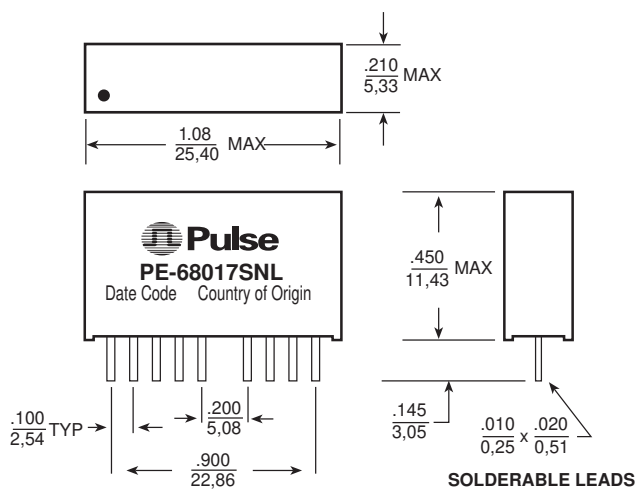 .210
5,33 MAX
1.08
25,40 MAX
Pulse
PE-68017SNL
Date Code Country of Origin
.450
11,43 MAX
.100
2,54 TYP
.200
5,08
.900
22,86
.145
3,05
.010 x .020
0,25 0,51
SOLDERABLE LEADS